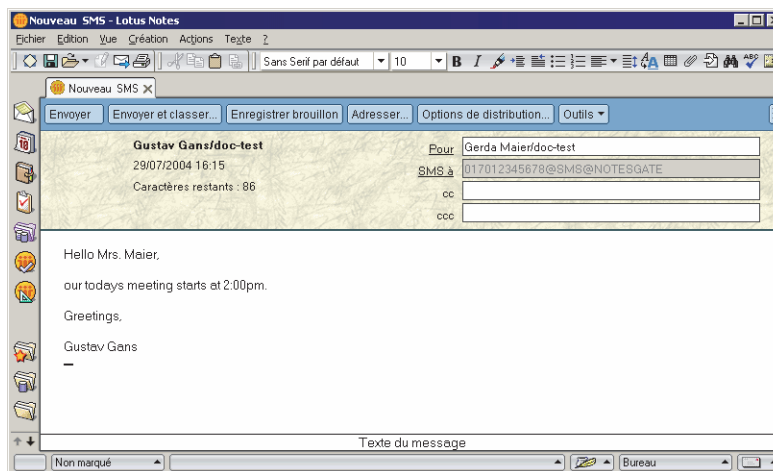 Nouveau SMS - Lotus Notes
Fichier Edition Vue Création Actions Texte ?
Sans Serif par défaut 10 B I
Nouveau SMS
Envoyer Envoyer et classer... Enregistrer brouillon Adresser... Options de distribution... Outils
Gustav Gans/doc-test Pour Gerda Maier/doc-test
29/07/2004 16:15 SMS à 017012345678@SMS@NOTESGATE
Caractères restants : 86 cc
ccc
Hello Mrs. Maier,
our todays meeting starts at 2:00pm.
Greetings,
Gustav Gans
Texte du message
Non marqué Bureau